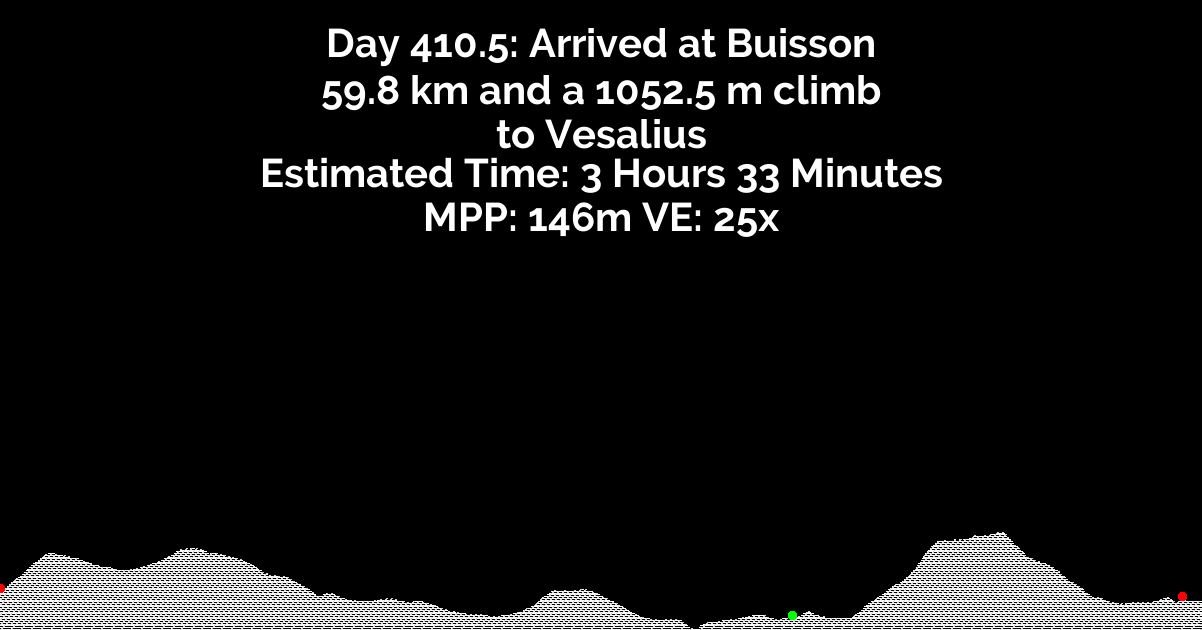 Day 410.5: Arrived at Buisson
59.8 km and a 1052.5 m climb
to Vesalius
Estimated Time: 3 Hours 33 Minutes
MPP: 146m VE: 25x